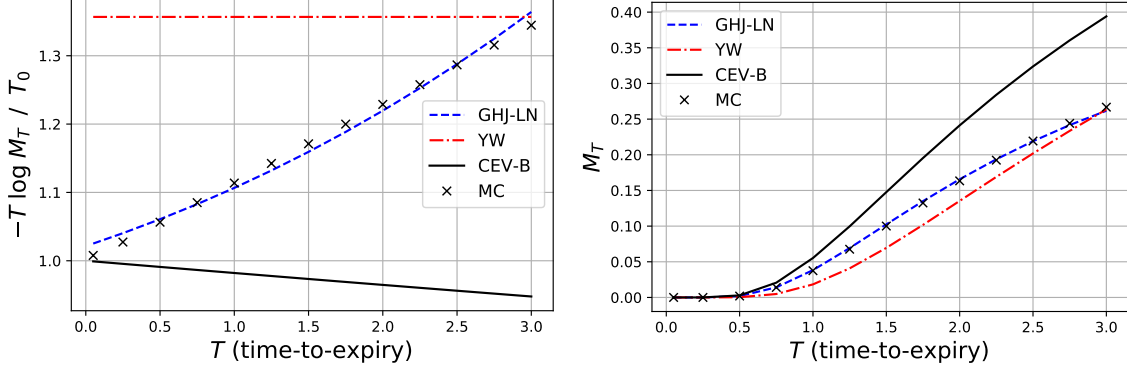 −T log M_T / T_0
1.3
1.2
1.1
1.0
GHJ-LN
YW
CEV-B
MC
0.0 0.5 1.0 1.5 2.0 2.5 3.0
T (time-to-expiry)
M_T
0.40
0.35
0.30
0.25
0.20
0.15
0.10
0.05
0.00
GHJ-LN
YW
CEV-B
MC
0.0 0.5 1.0 1.5 2.0 2.5 3.0
T (time-to-expiry)